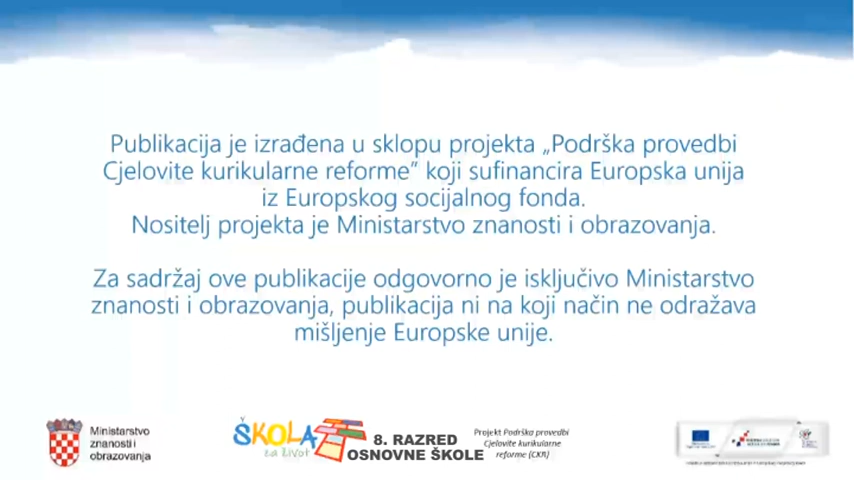 Publikacija je izrađena u sklopu projekta „Podrška provedbi
Cjelovite kurikularne reforme” koji sufinancira Europska unija
iz Europskog socijalnog fonda.
Nositelj projekta je Ministarstvo znanosti i obrazovanja.
Za sadržaj ove publikacije odgovorno je isključivo Ministarstvo
znanosti i obrazovanja, publikacija ni na koji način ne odražava
mišljenje Europske unije.
Ministarstvo
znanosti i
obrazovanja
ŠKOLA
za život
8. RAZRED
OSNOVNE ŠKOLE
Projekt Podrška provedbi
Cjelovite kurikularne
reforme (CKR)